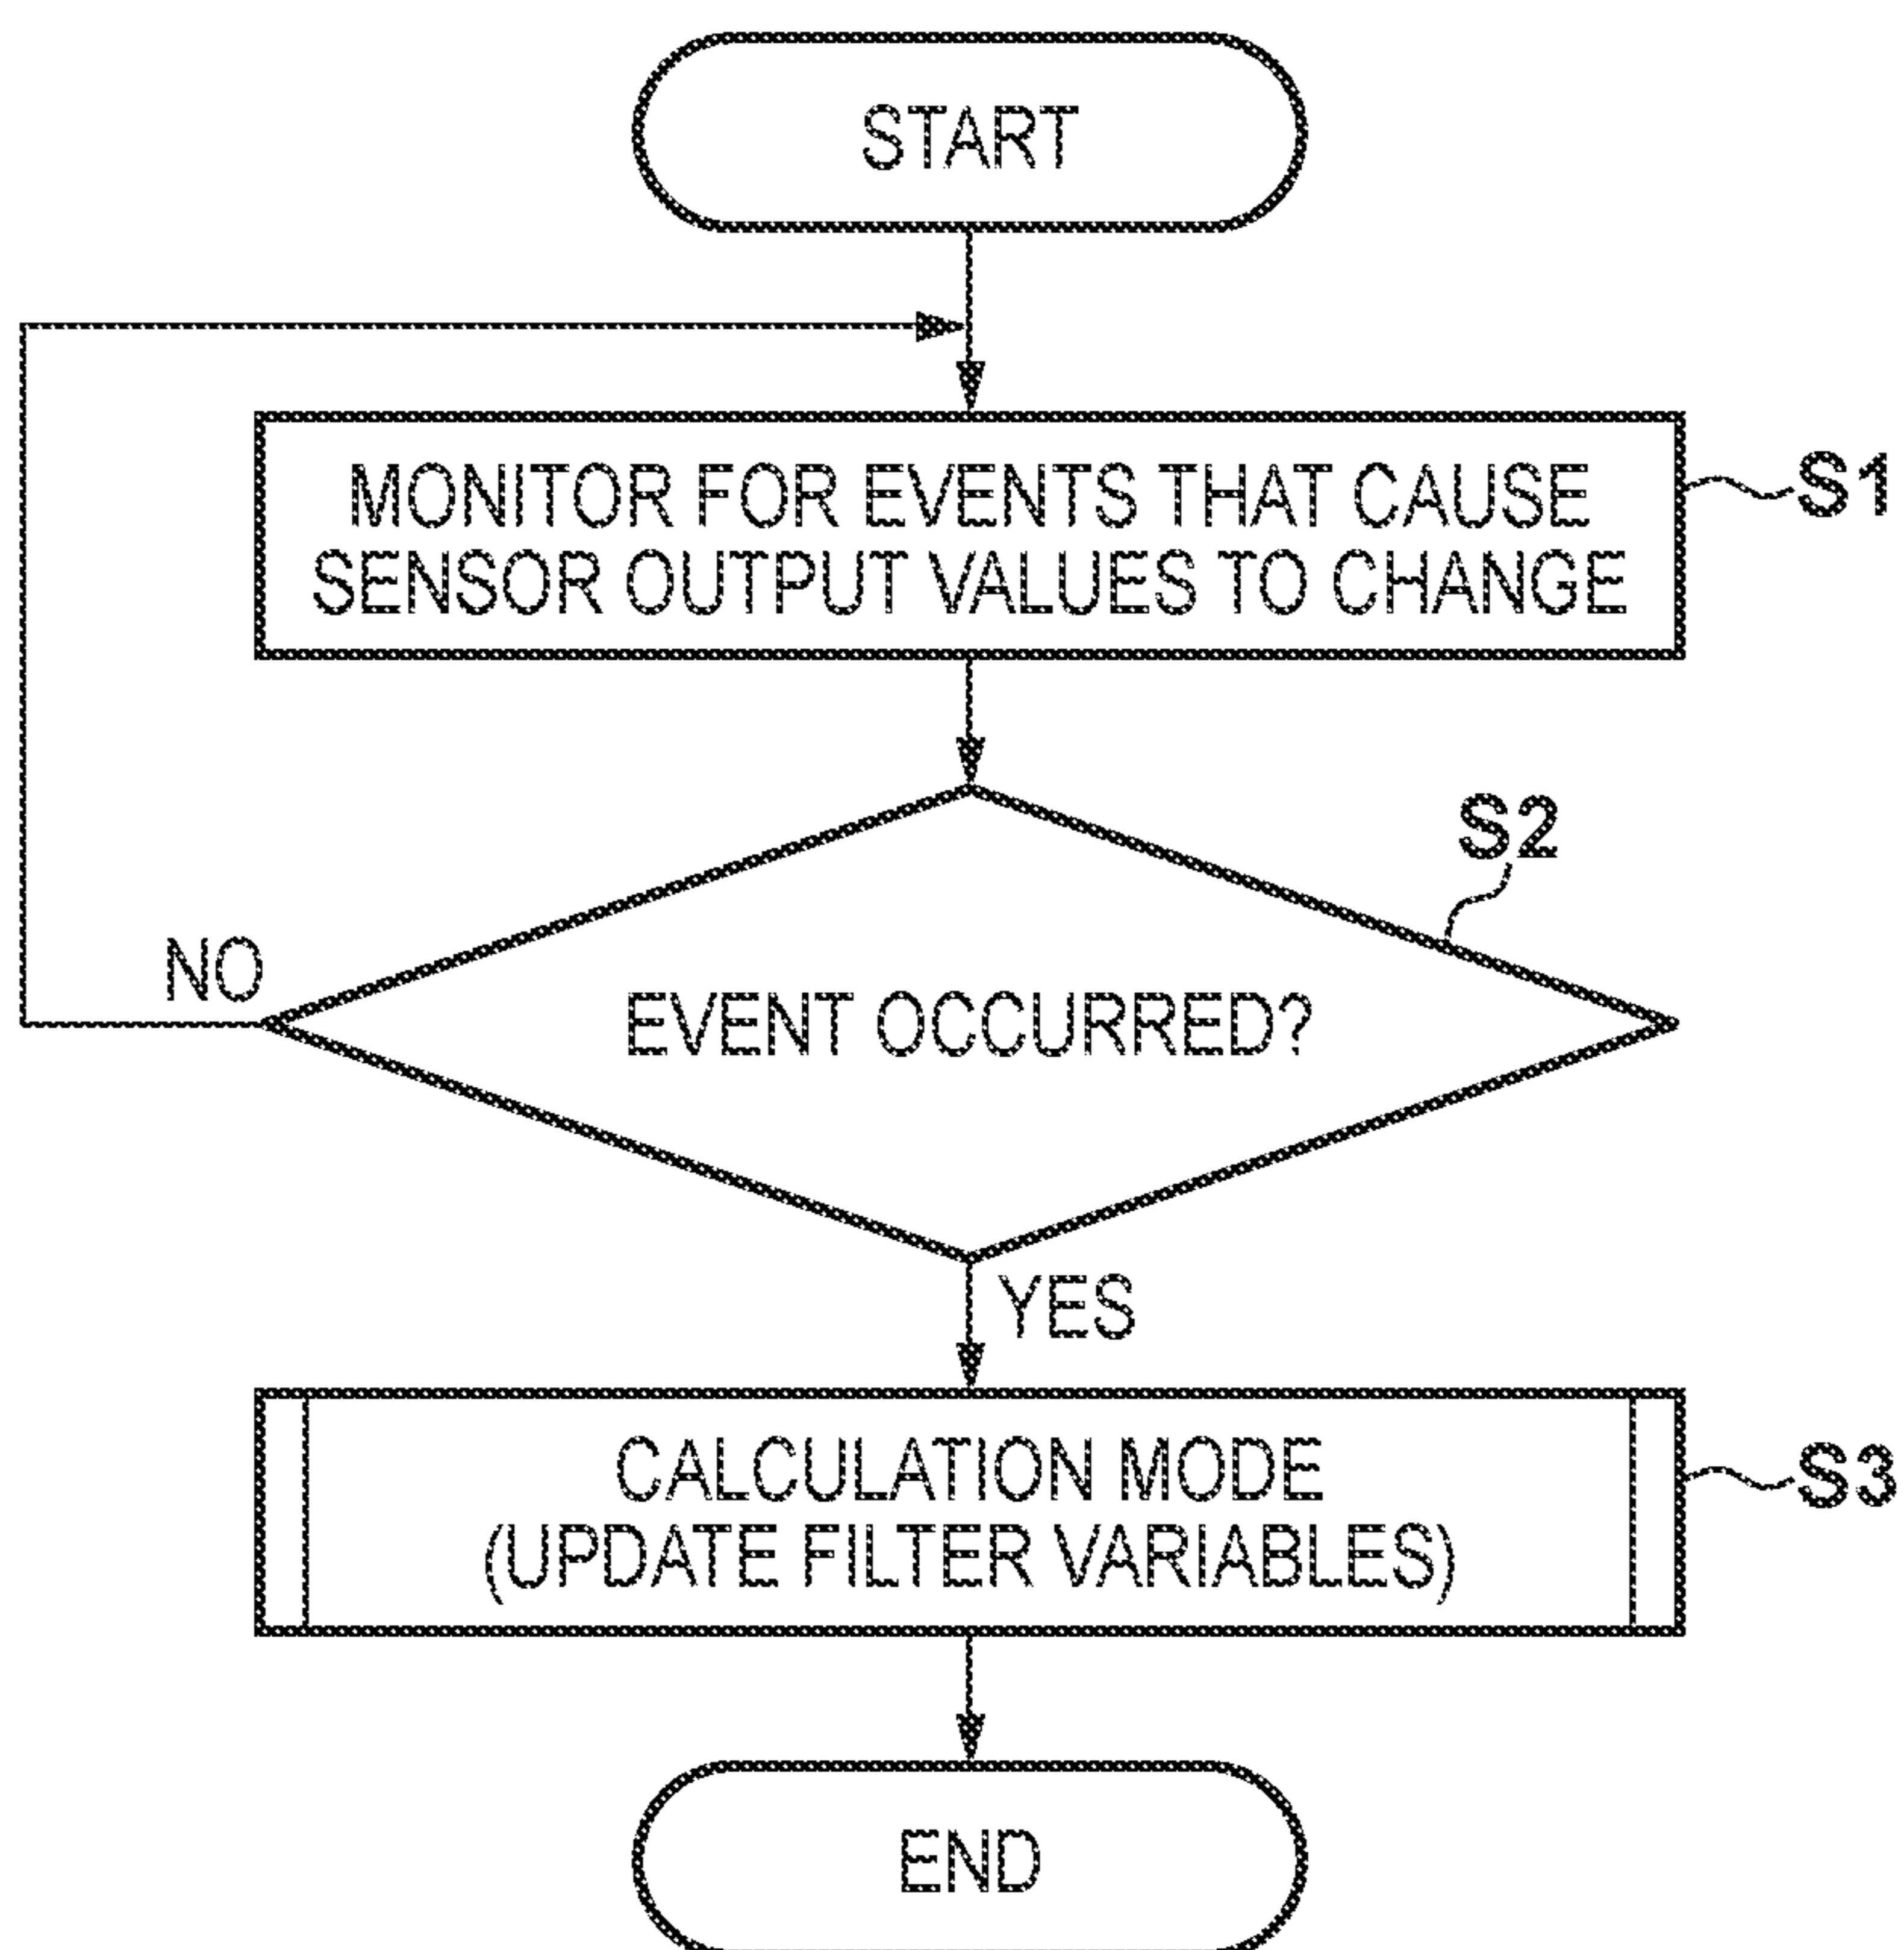 START
MONITOR FOR EVENTS THAT CAUSE
SENSOR OUTPUT VALUES TO CHANGE
S1
S2
NO
EVENT OCCURRED?
YES
CALCULATION MODE
(UPDATE FILTER VARIABLES)
S3
END